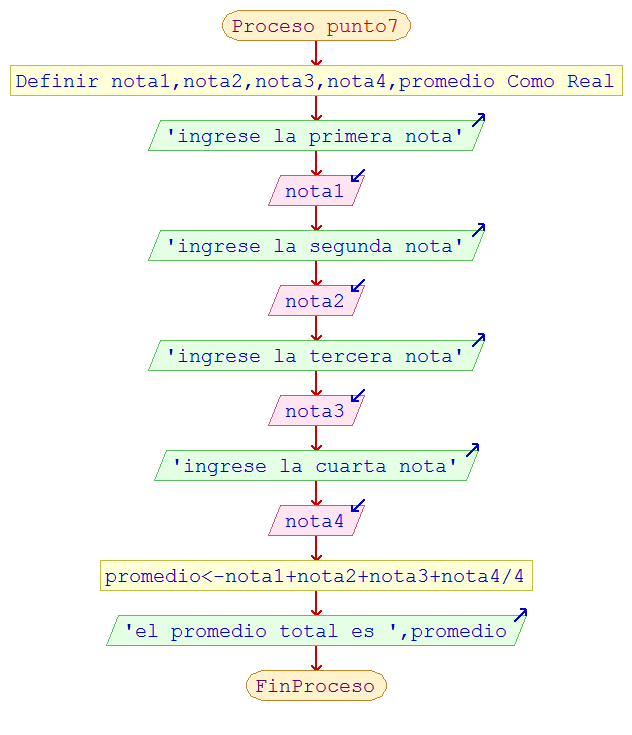 Proceso punto7
Definir nota1,nota2,nota3,nota4,promedio Como Real
'ingrese la primera nota'
nota1
'ingrese la segunda nota'
nota2
'ingrese la tercera nota'
nota3
'ingrese la cuarta nota'
nota4
promedio<-nota1+nota2+nota3+nota4/4
'el promedio total es ',promedio
FinProceso